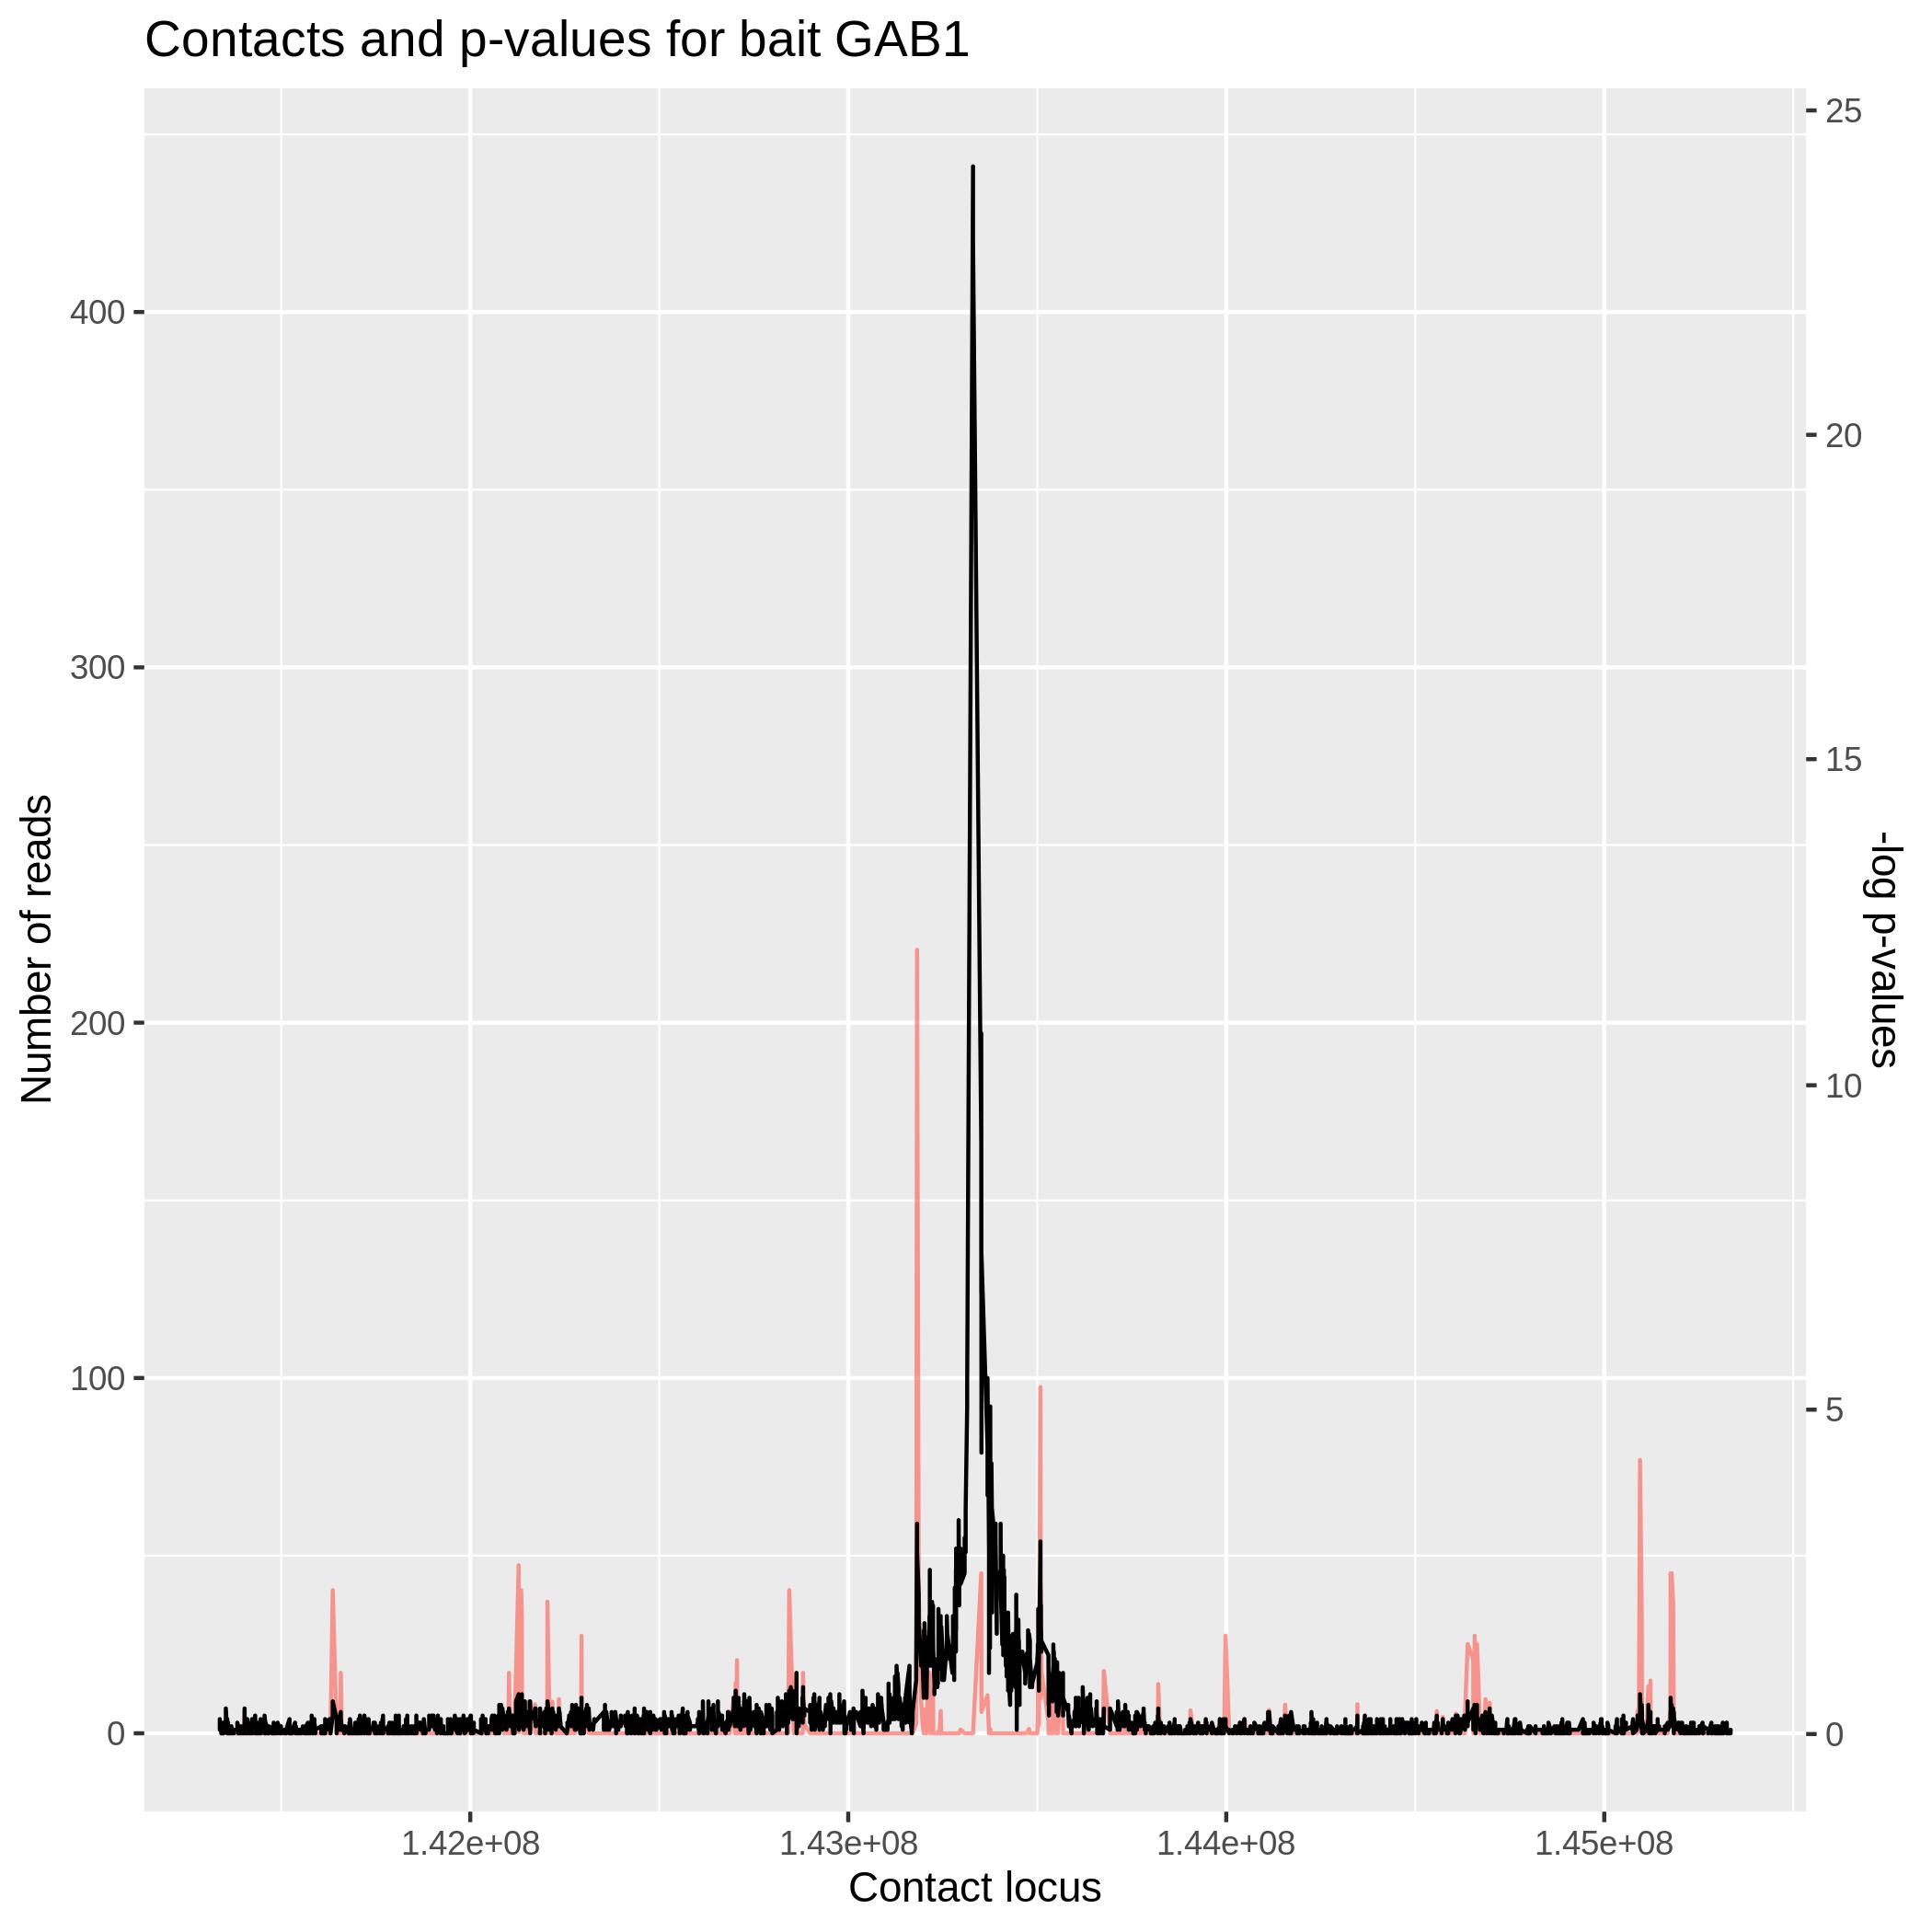 Contacts and p-values for bait GAB1
Number of reads
400
300
200
100
0
25
20
15
10
5
0
-log p-values
1.42e+08
1.43e+08
1.44e+08
1.45e+08
Contact locus